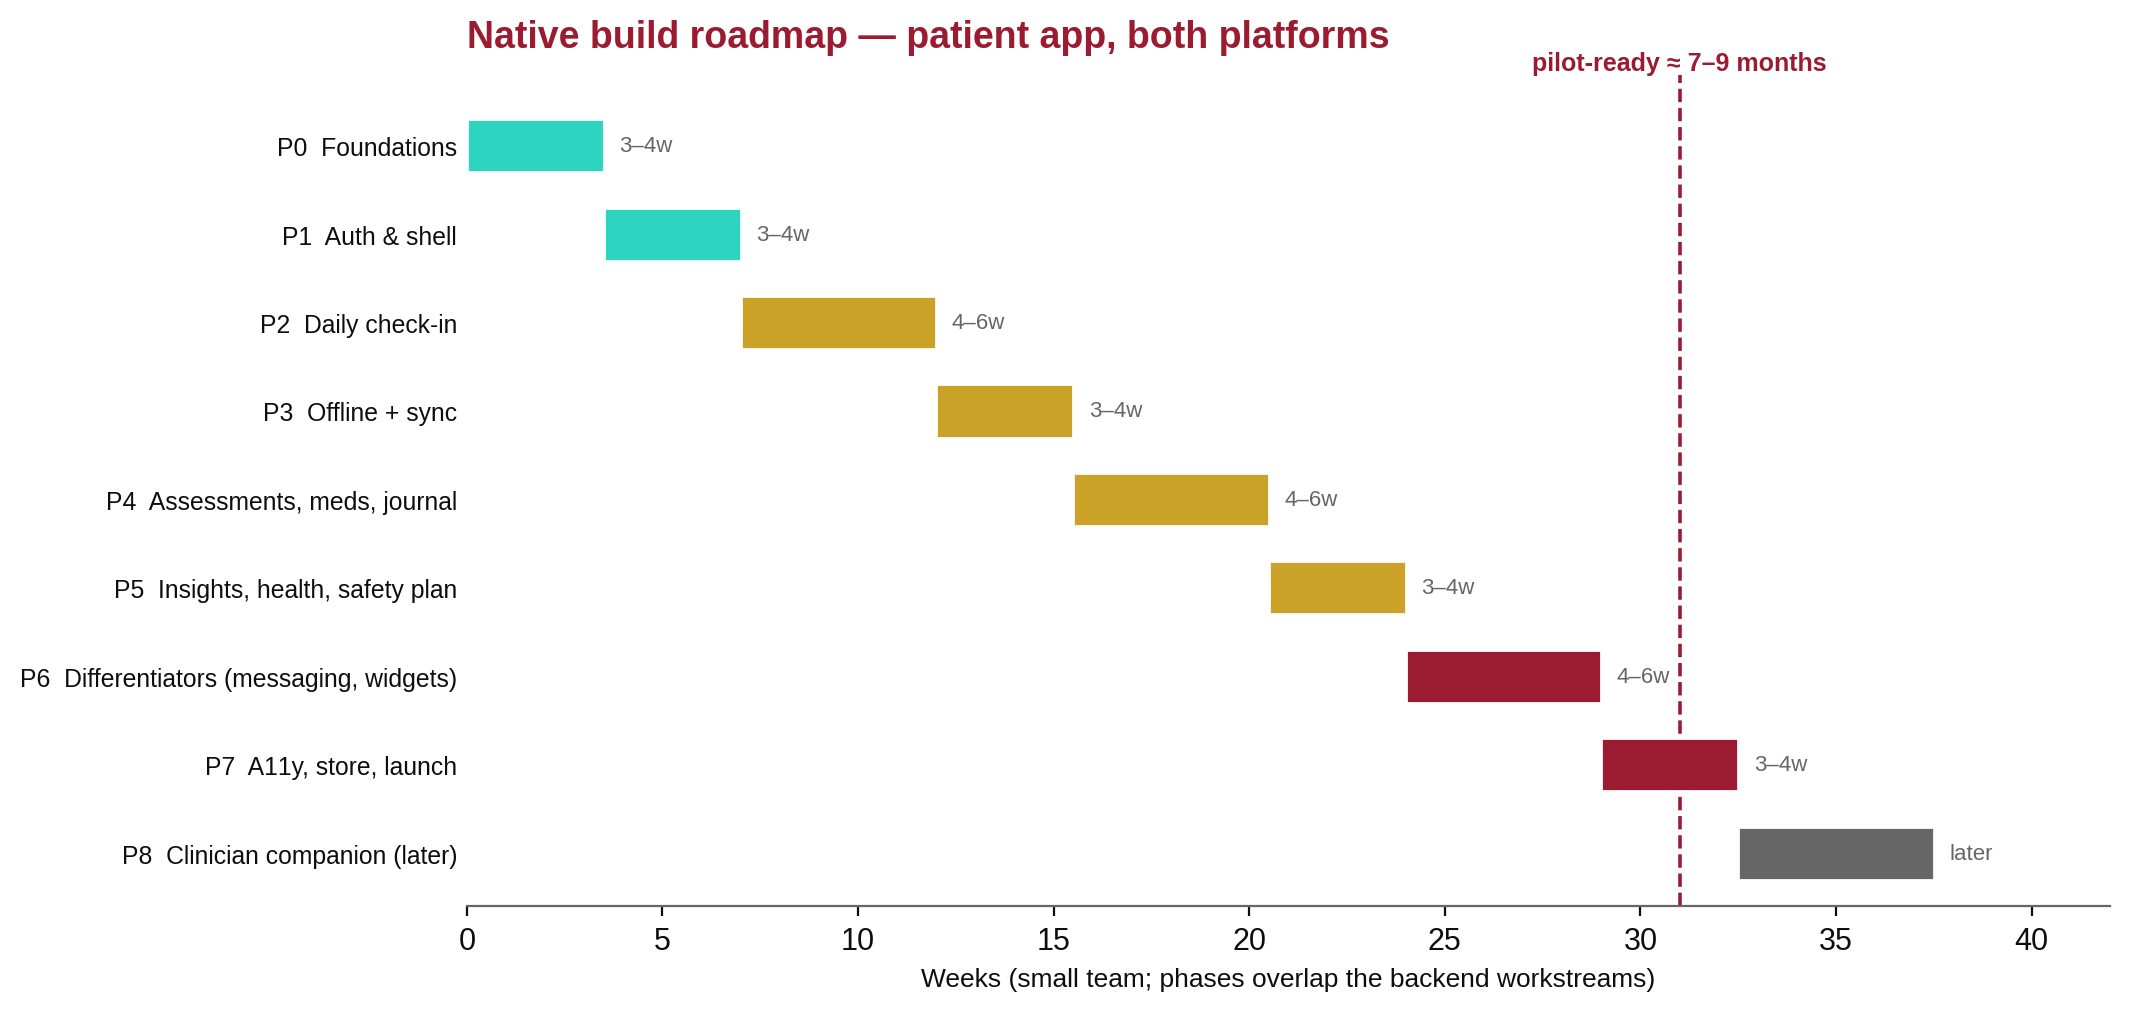 Native build roadmap — patient app, both platforms
pilot-ready ≈ 7–9 months
P0  Foundations
3–4w
P1  Auth & shell
3–4w
P2  Daily check-in
4–6w
P3  Offline + sync
3–4w
P4  Assessments, meds, journal
4–6w
P5  Insights, health, safety plan
3–4w
P6  Differentiators (messaging, widgets)
4–6w
P7  A11y, store, launch
3–4w
P8  Clinician companion (later)
later
0 5 10 15 20 25 30 35 40
Weeks (small team; phases overlap the backend workstreams)